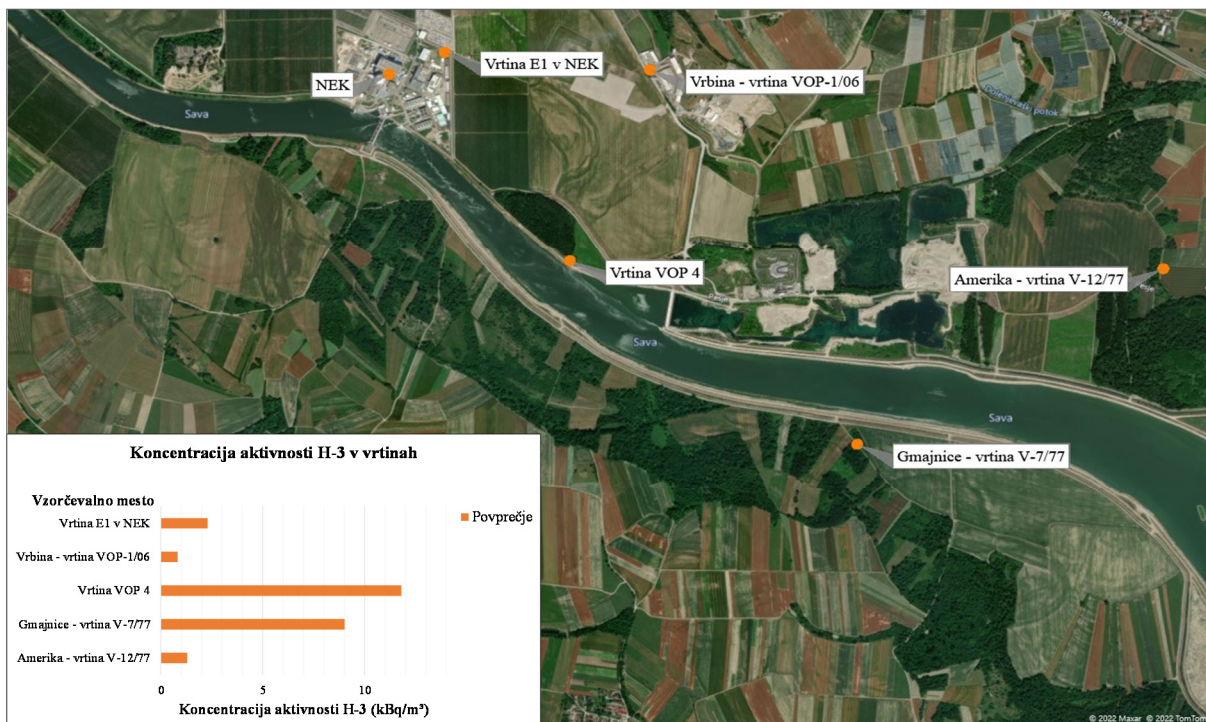 Pesje
Vrtina E1 v NEK
Vrbina - vrtina VOP-1/06
NEK
Sava
potok
Vrtina VOP 4
Amerika - vrtina V-12/77
Sava
Sava
Gmajnice - vrtina V-7/77
Koncentracija aktivnosti H-3 v vrtinah
Vzorčevalno mesto
Vrtina E1 v NEK
Povprečje
Vrbina - vrtina VOP-1/06
Vrtina VOP 4
Gmajnice - vrtina V-7/77
Amerika - vrtina V-12/77
0 5 10
Koncentracija aktivnosti H-3 (kBq/m³)
© 2022 Maxar © 2022 TomTom